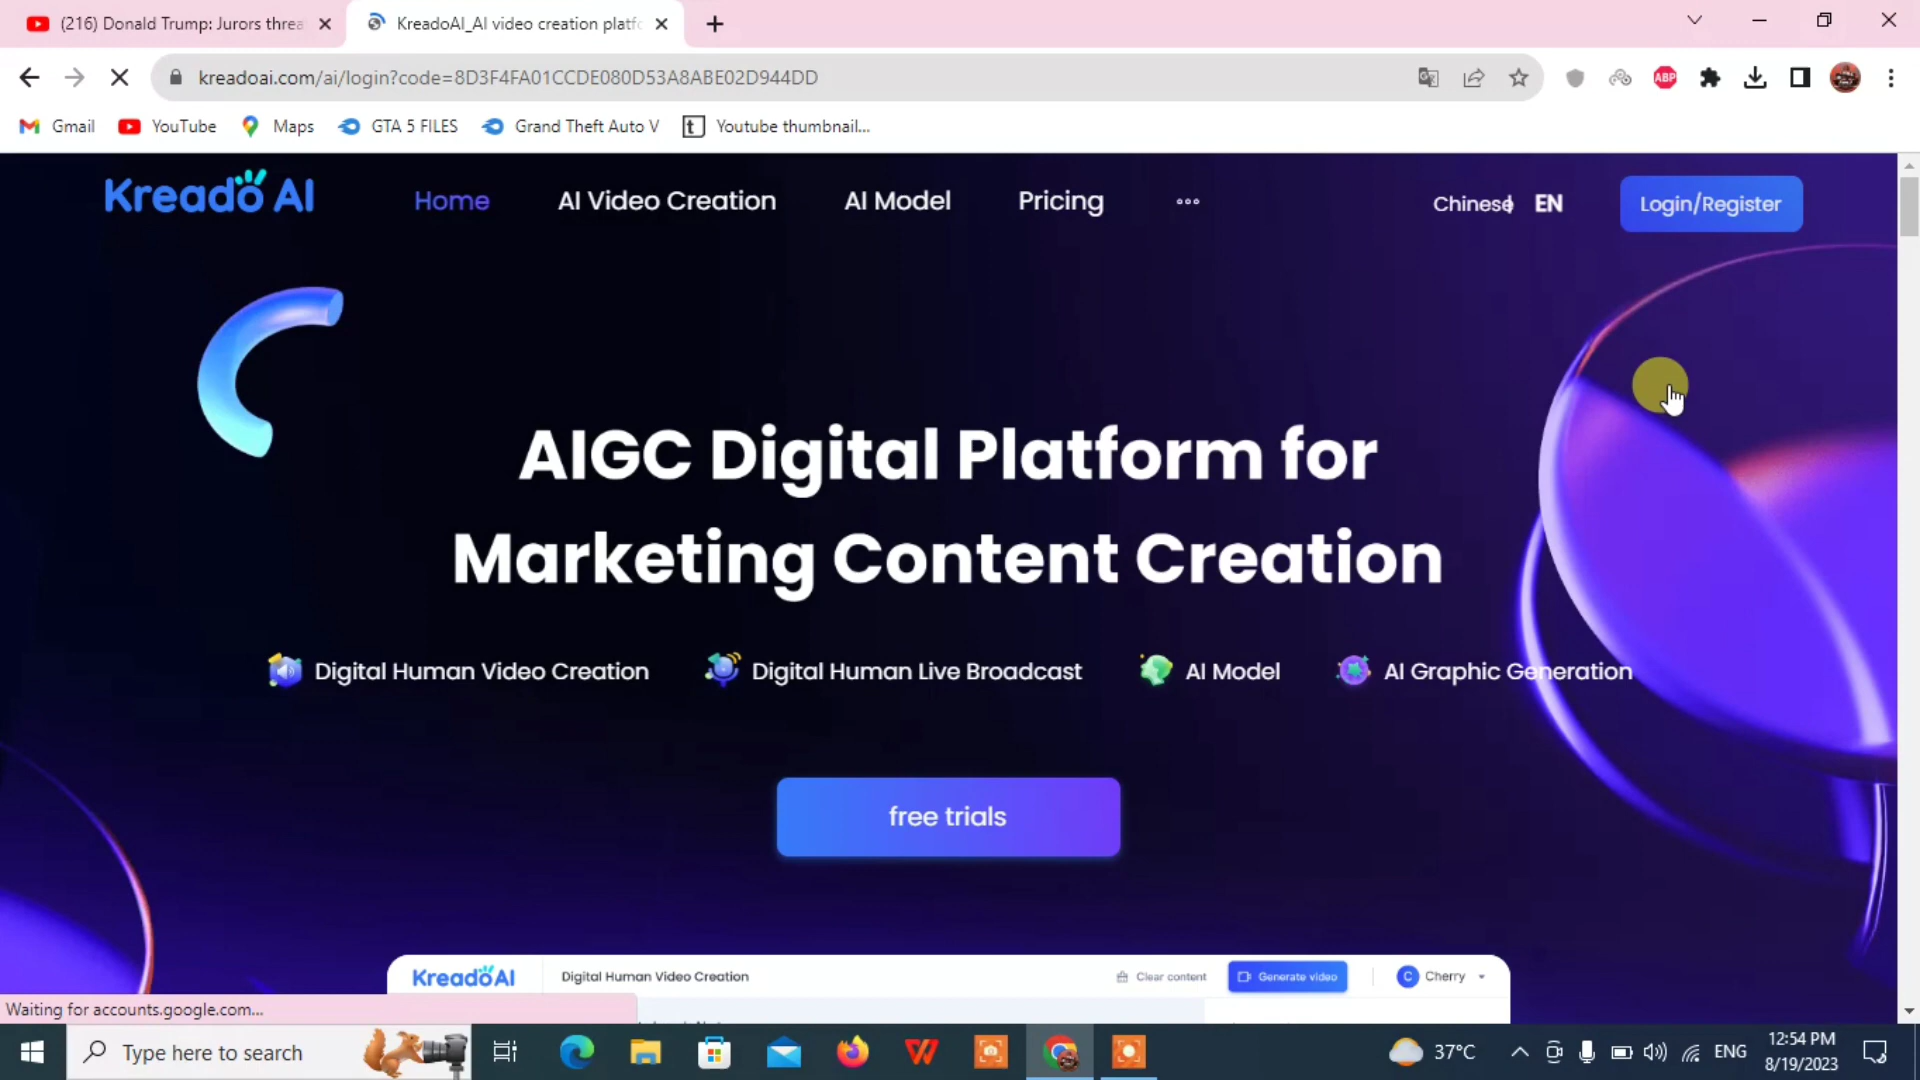 (216) Donald Trump: Jurors threa
KreadoAI_AI video creation platfo
kreadoai.com/ai/login?code=8D3F4FA01CCDE080D53A8ABE02D944DD
ABP
Gmail
YouTube
Maps
GTA 5 FILES
Grand Theft Auto V
Youtube thumbnail...
Kreado AI
Home
AI Video Creation
AI Model
Pricing
Chinese
EN
Login/Register
AIGC Digital Platform for
Marketing Content Creation
Digital Human Video Creation
Digital Human Live Broadcast
AI Model
AI Graphic Generation
free trials
KreadoAI
Digital Human Video Creation
Clear content
Generate video
C
Cherry
Waiting for accounts.google.com...
Type here to search
37°C
ENG
12:54 PM
8/19/2023